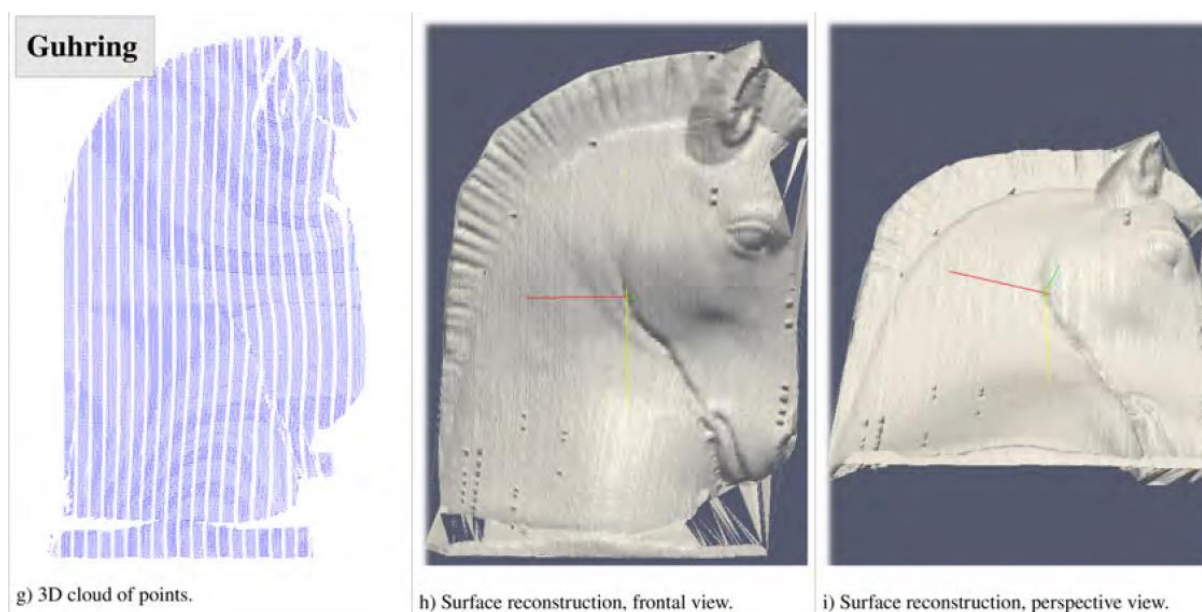 Guhring
g) 3D cloud of points.
h) Surface reconstruction, frontal view.
i) Surface reconstruction, perspective view.